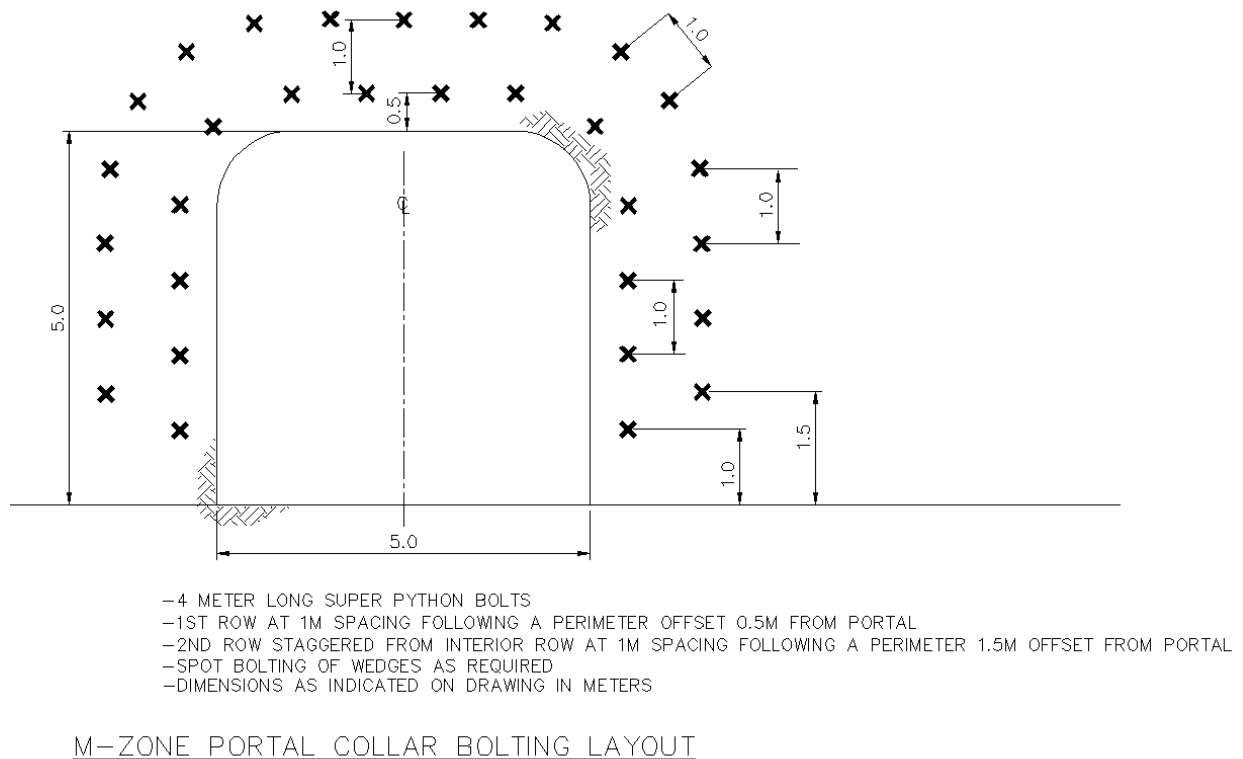 1.0
1.0
0.5
℄
1.0
5.0
1.0
1.5
1.0
5.0
-4 METER LONG SUPER PYTHON BOLTS
-1ST ROW AT 1M SPACING FOLLOWING A PERIMETER OFFSET 0.5M FROM PORTAL
-2ND ROW STAGGERED FROM INTERIOR ROW AT 1M SPACING FOLLOWING A PERIMETER 1.5M OFFSET FROM PORTAL
-SPOT BOLTING OF WEDGES AS REQUIRED
-DIMENSIONS AS INDICATED ON DRAWING IN METERS
M-ZONE PORTAL COLLAR BOLTING LAYOUT